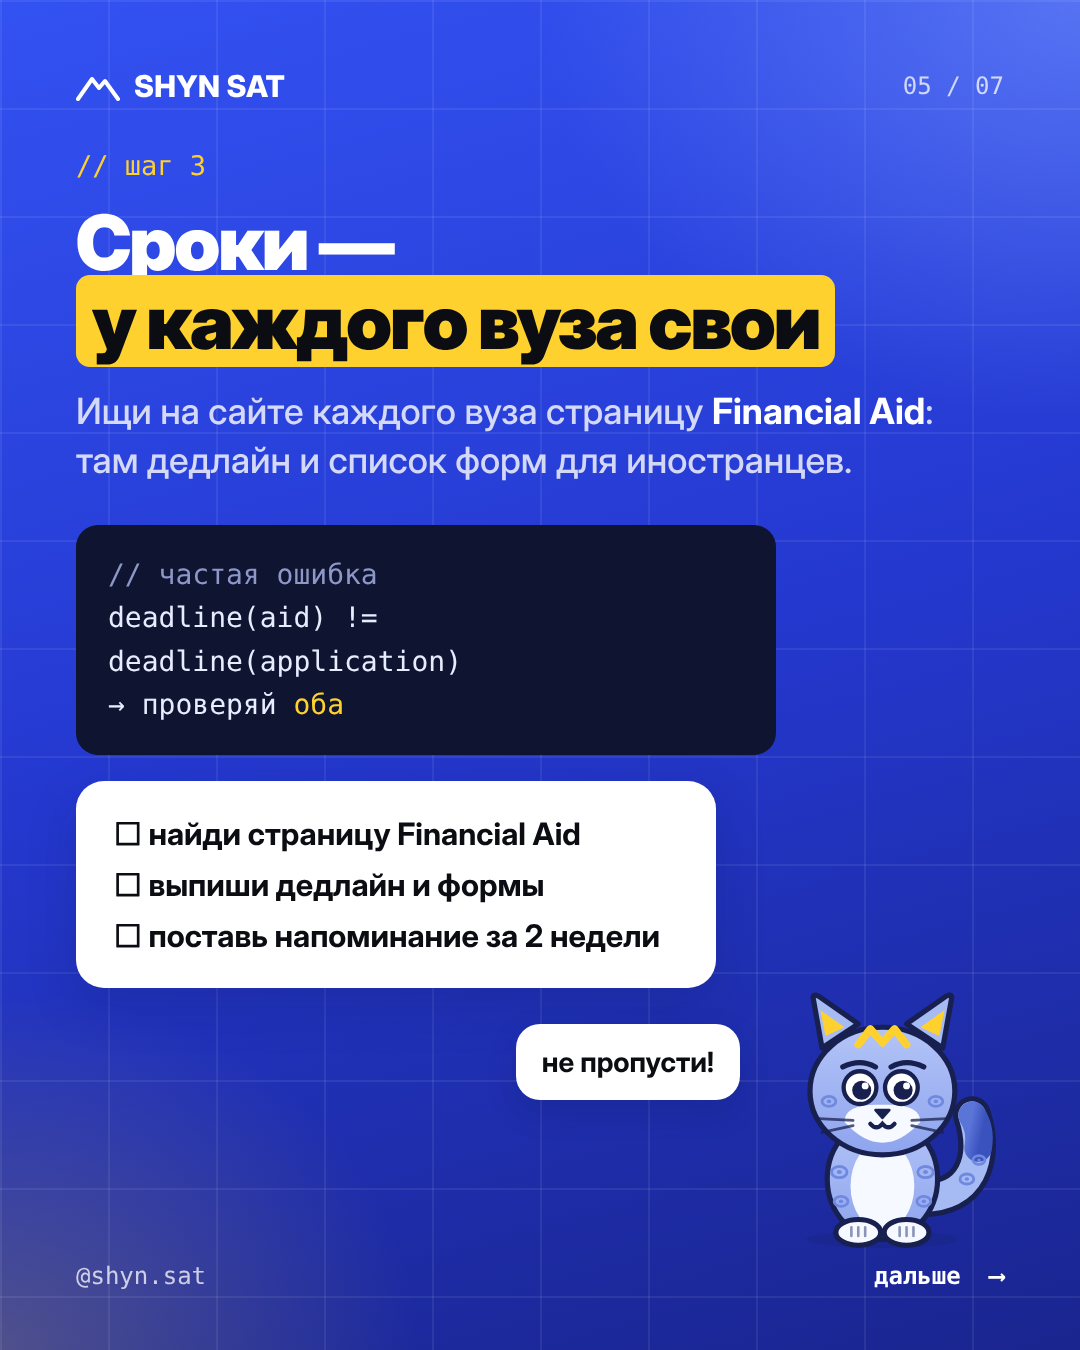 SHYN SAT
05 / 07
// шаг 3
Сроки —
у каждого вуза свои
Ищи на сайте каждого вуза страницу Financial Aid:
там дедлайн и список форм для иностранцев.
// частая ошибка
deadline(aid) !=
deadline(application)
→ проверяй оба
☐ найди страницу Financial Aid
☐ выпиши дедлайн и формы
☐ поставь напоминание за 2 недели
не пропусти!
@shyn.sat
дальше →